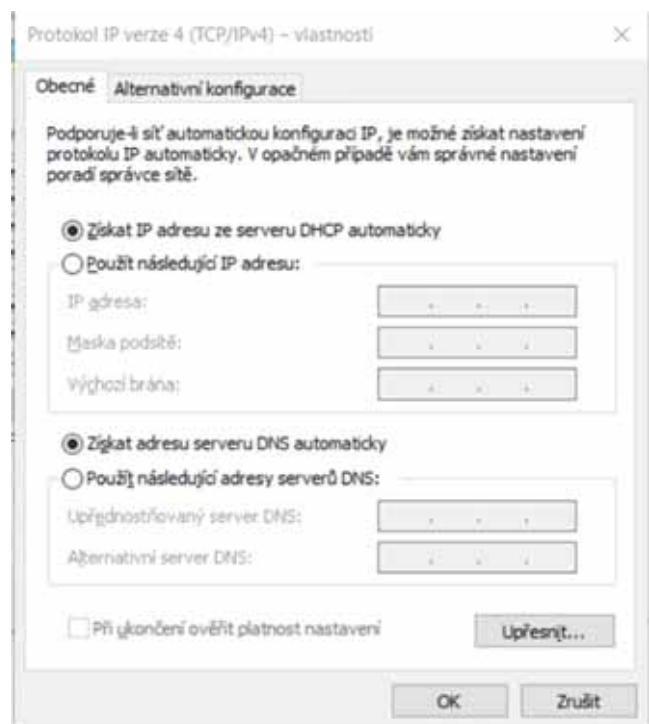 Protokol IP verze 4 (TCP/IPv4) – vlastnosti
Obecné
Alternativní konfigurace
Podporuje-li síť automatickou konfiguraci IP, je možné získat nastavení
protokolu IP automaticky. V opačném případě vám správné nastavení
poradí správce sítě.
Získat IP adresu ze serveru DHCP automaticky
Použít následující IP adresu:
IP adresa:
Maska podsítě:
Výchozí brána:
Získat adresu serveru DNS automaticky
Použít následující adresy serverů DNS:
Upřednostňovaný server DNS:
Alternativní server DNS:
Při ukončení ověřit platnost nastavení
Upřesnit...
OK
Zrušit